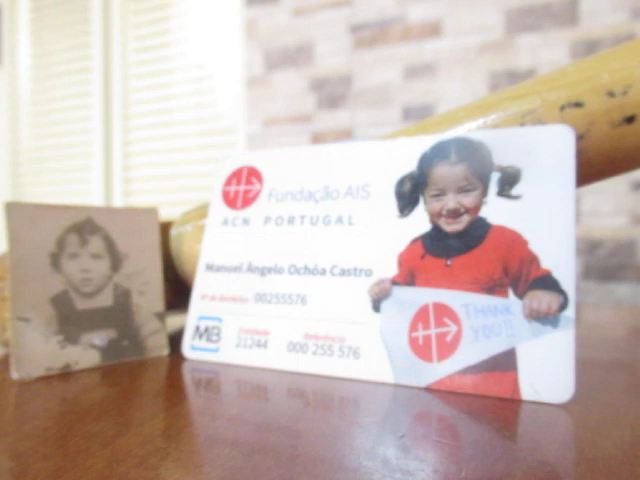 Fundação AIS
ACN PORTUGAL
Manuel Ângelo Ochôa Castro
Nº de Benfeitor 00255576
MB
Entidade
21244
Referência
000 255 576
THANK
YOU!!